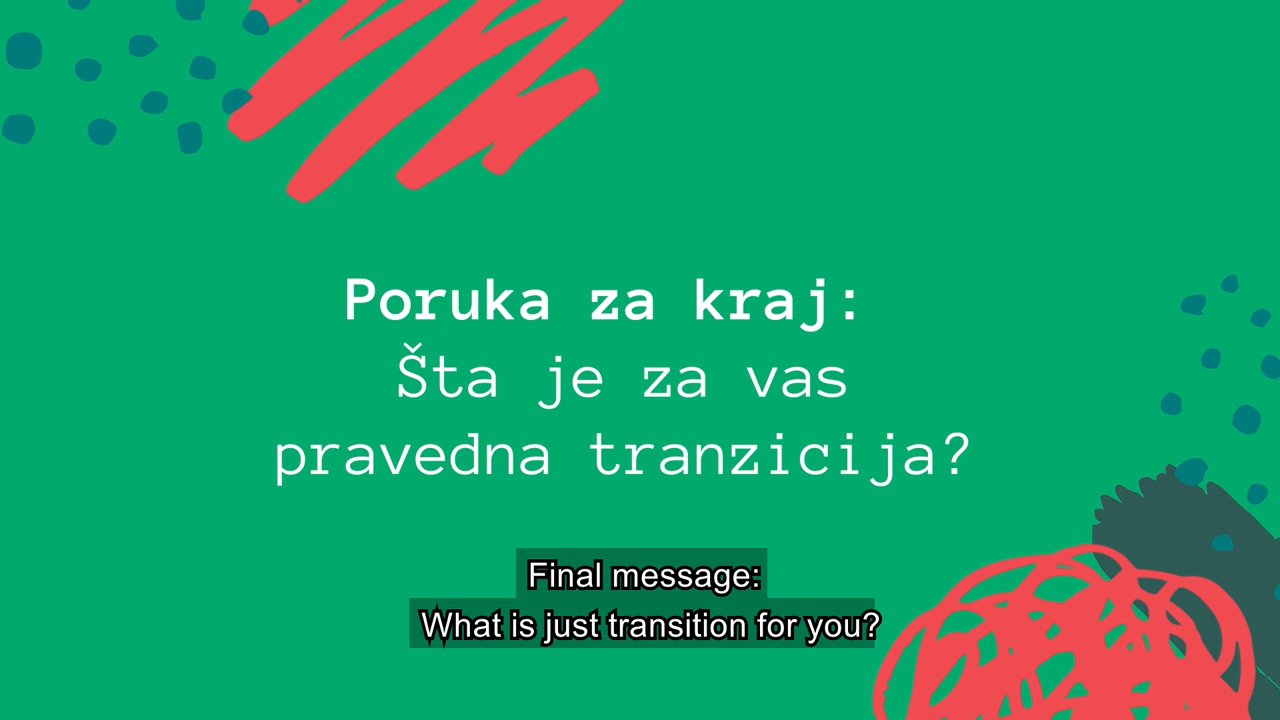 Poruka za kraj:
Šta je za vas
pravedna tranzicija?
Final message:
What is just transition for you?